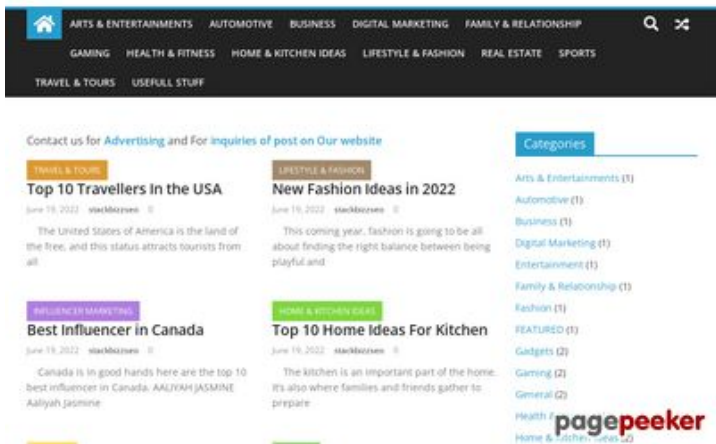 ARTS & ENTERTAINMENTS AUTOMOTIVE BUSINESS DIGITAL MARKETING FAMILY & RELATIONSHIP
GAMING HEALTH & FITNESS HOME & KITCHEN IDEAS LIFESTYLE & FASHION REAL ESTATE SPORTS
TRAVEL & TOURS USEFULL STUFF
Contact us for Advertising and For inquiries of post on Our website
TRAVEL & TOURS
Top 10 Travellers In the USA
June 19, 2022 stackbizzseo 0
The United States of America is the land of
the free, and this status attracts tourists from
all
LIFESTYLE & FASHION
New Fashion Ideas in 2022
June 19, 2022 stackbizzseo 0
This coming year, fashion is going to be all
about finding the right balance between being
playful and
INFLUENCER MARKETING
Best Influencer in Canada
June 19, 2022 stackbizzseo 0
Canada is in good hands here are the top 10
best influencer in Canada. AALIYAH JASMINE
Aaliyah Jasmine
HOME & KITCHEN IDEAS
Top 10 Home Ideas For Kitchen
June 19, 2022 stackbizzseo 0
The kitchen is an important part of the home.
It's also where families and friends gather to
prepare
Categories
Arts & Entertainments (1)
Automotive (1)
Business (1)
Digital Marketing (1)
Entertainment (1)
Family & Relationship (1)
Fashion (1)
FEATURED (1)
Gadgets (2)
Gaming (2)
General (2)
Health
Home & Kitchen Ideas (2)
pagepeeker